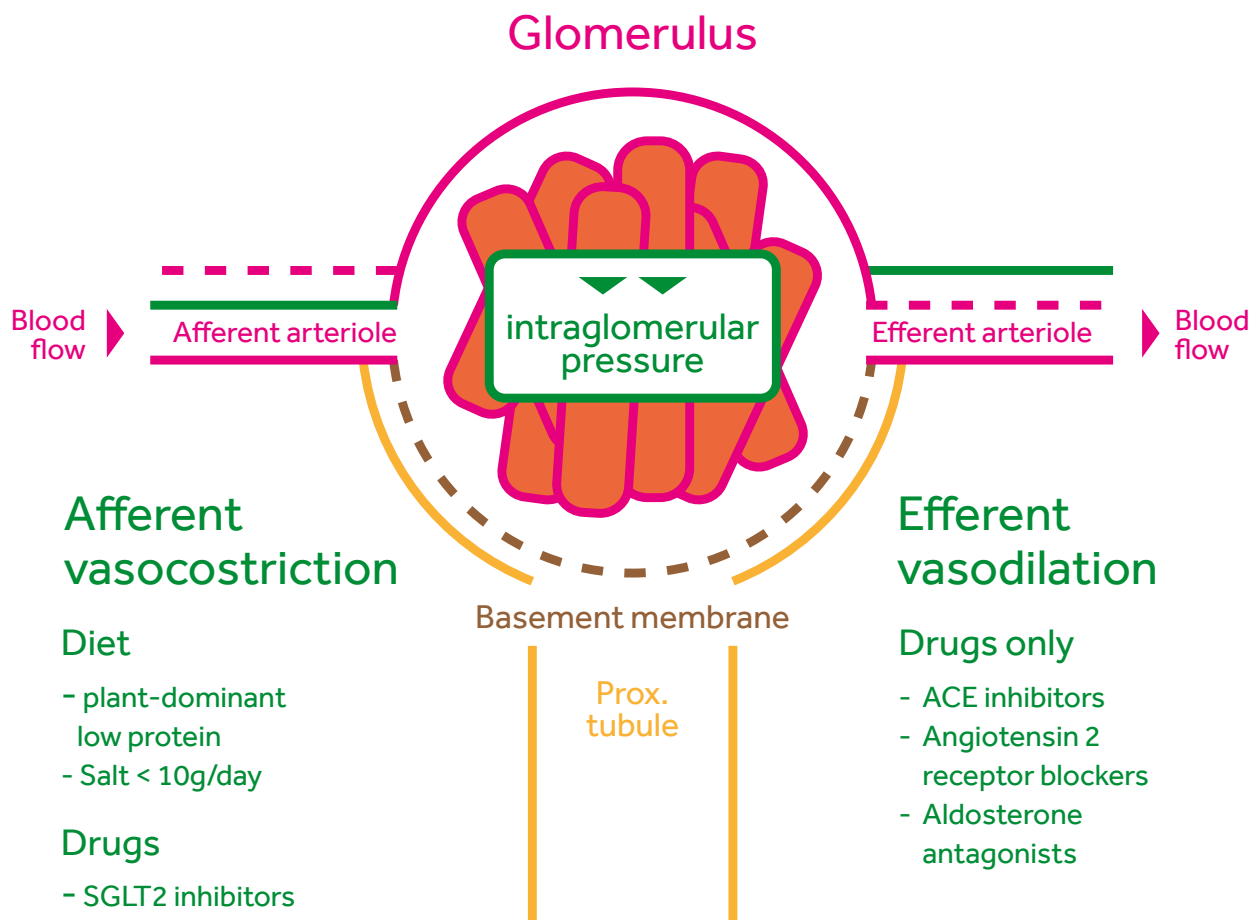 Glomerulus
Blood
flow
Afferent arteriole
intraglomerular
pressure
Efferent arteriole
Blood
flow
Afferent
vasocostriction
Diet
- plant-dominant
low protein
- Salt < 10g/day
Drugs
- SGLT2 inhibitors
Basement membrane
Prox.
tubule
Efferent
vasodilation
Drugs only
- ACE inhibitors
- Angiotensin 2
receptor blockers
- Aldosterone
antagonists